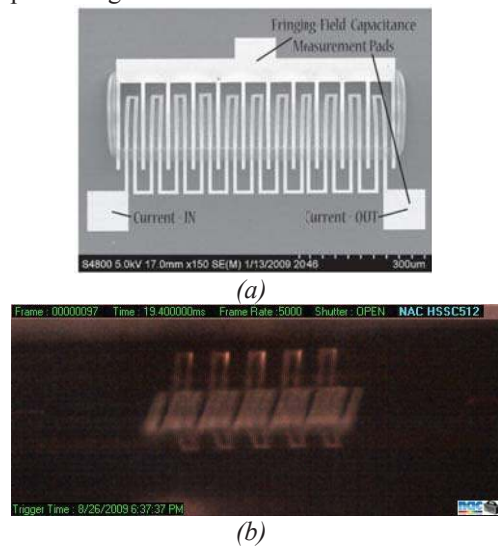 Fringing Field Capacitance
Measurement Pads
Current - IN
Current - OUT
S4800 5.0kV 17.0mm x150 SE(M) 1/13/2009 2046
300um
(a)
Frame : 00000097 Time : 19.400000ms Frame Rate :5000 Shutter : OPEN NAC HSSC512
Trigger Time : 8/26/2009 6:37:37 PM
nac
(b)